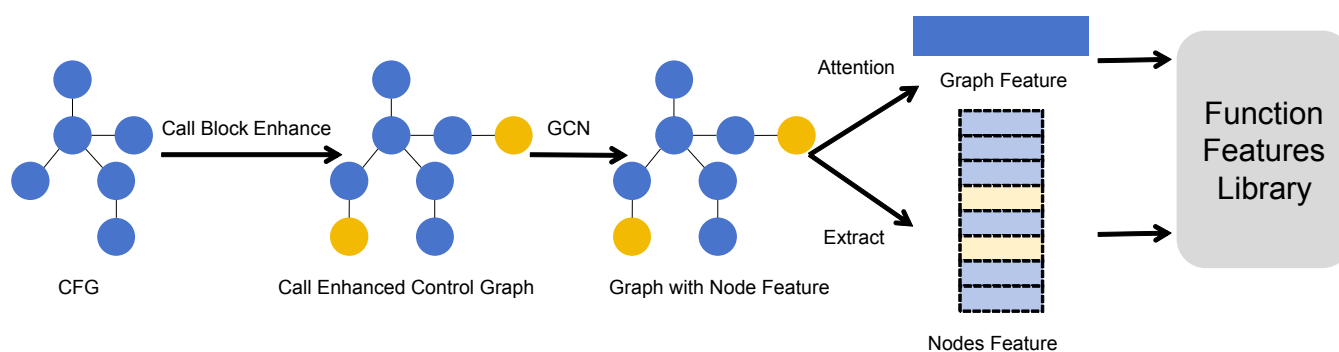 CFG
Call Block Enhance
Call Enhanced Control Graph
GCN
Graph with Node Feature
Attention
Extract
Graph Feature
Nodes Feature
Function
Features
Library